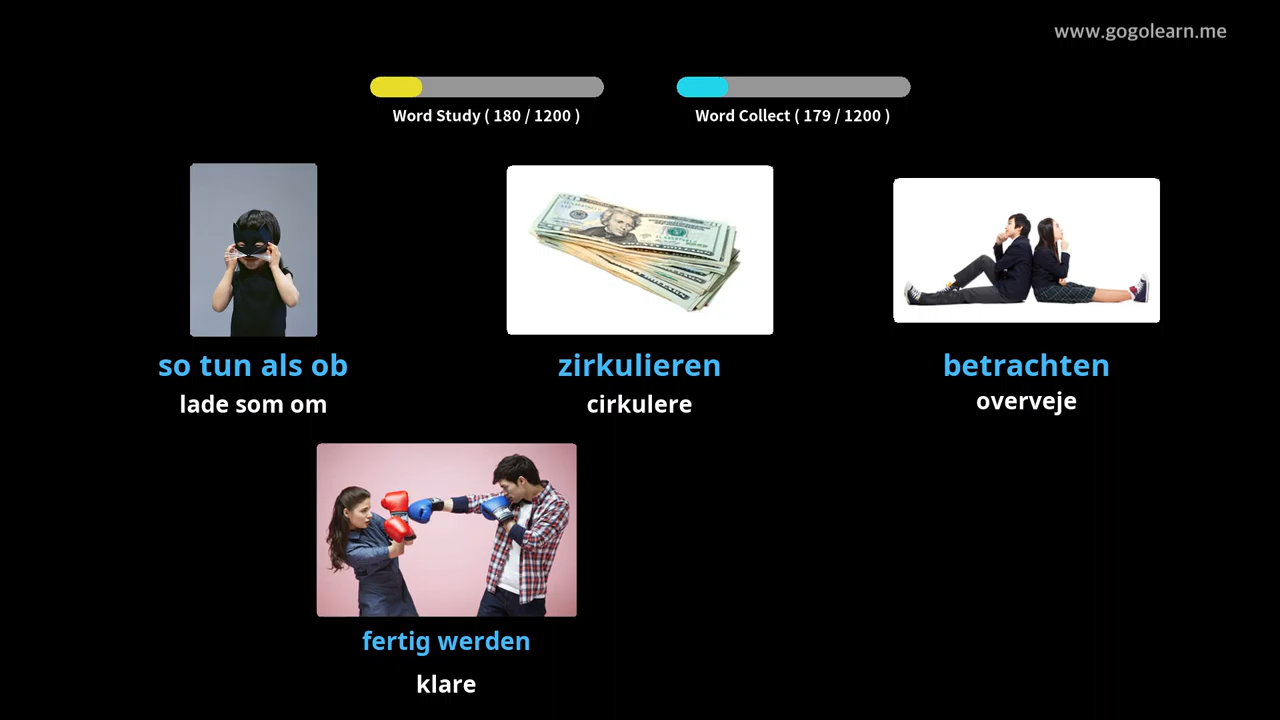 www.gogolearn.me
Word Study ( 180 / 1200 )
Word Collect ( 179 / 1200 )
so tun als ob
lade som om
zirkulieren
cirkulere
betrachten
overveje
fertig werden
klare